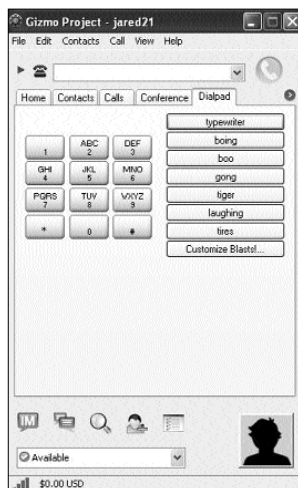 Gizmo Project - jared21
File Edit Contacts Call View Help
Home Contacts Calls Conference Dialpad
typewriter
1 ABC 2 DEF 3
boing
boo
GHI 4 JKL 5 MNO 6
gong
tiger
PGRS 7 TUV 8 WXYZ 9
laughing
* 0 #
tires
Customize Blasts!...
IM
Available
$0.00 USD